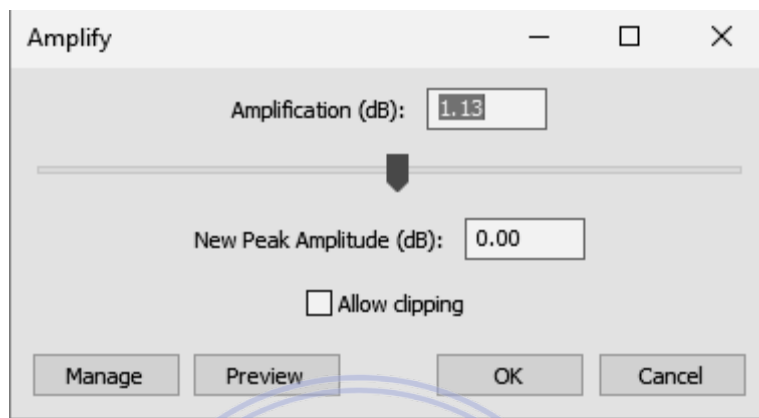 Amplify
Amplification (dB): 1.13
New Peak Amplitude (dB): 0.00
Allow clipping
Manage Preview OK Cancel